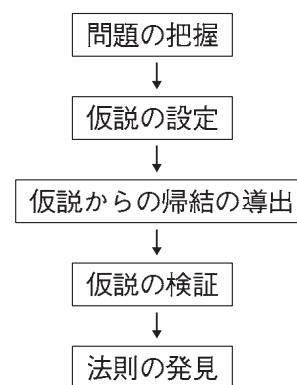 問題の把握
仮説の設定
仮説からの帰結の導出
仮説の検証
法則の発見